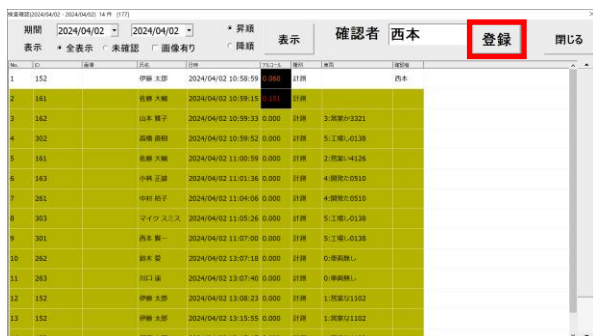 検査確認[2024/04/02 - 2024/04/02] 14 件 [177]
期間 2024/04/02 - 2024/04/02 昇順 表示 確認者 西本 登録 閉じる
表示 全表示 未確認 画像有り 降順
No. ID 画像 氏名 日時 アルコール 種別 車両 確認者
1 152 伊藤 太郎 2024/04/02 10:58:59 0.060 計測 西本
2 161 佐藤 大輔 2024/04/02 10:59:15 0.151 計測
3 162 山本 雅子 2024/04/02 10:59:33 0.000 計測 3:営業か3321
4 302 高橋 直樹 2024/04/02 10:59:52 0.000 計測 5:工場し0138
5 161 佐藤 大輔 2024/04/02 11:00:59 0.000 計測 2:営業い4126
6 163 小林 正雄 2024/04/02 11:01:36 0.000 計測 4:開発た0510
7 261 中村 裕子 2024/04/02 11:04:06 0.000 計測 4:開発た0510
8 303 マイク スミス 2024/04/02 11:05:26 0.000 計測 5:工場し0138
9 301 西本 賢一 2024/04/02 11:07:00 0.000 計測 5:工場し0138
10 262 鈴木 愛 2024/04/02 13:07:18 0.000 計測 0:車両無し
11 263 川口 遥 2024/04/02 13:07:40 0.000 計測 0:車両無し
12 152 伊藤 太郎 2024/04/02 13:08:23 0.000 計測 1:営業な1102
13 152 伊藤 太郎 2024/04/02 13:15:55 0.000 計測 1:営業な1102